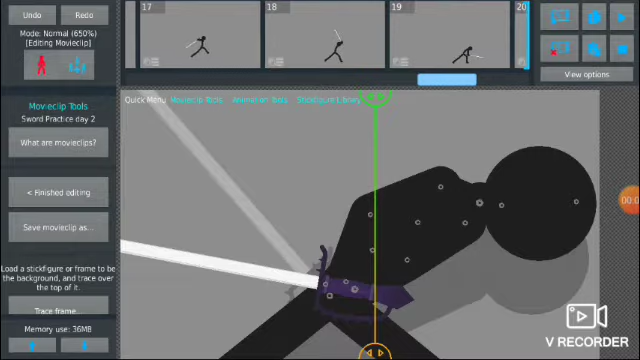 Undo
Redo
Mode: Normal (650%)
[Editing Movieclip]
17
18
19
20
View options
Quick Menu
Movieclip Tools
Animation Tools
Stickfigure Library
Movieclip Tools
Sword Practice day 2
What are movieclips?
< Finished editing
Save movieclip as...
Load a stickfigure or frame to be
the background, and trace over
the top of it.
Trace frame...
Memory use: 36MB
V RECORDER